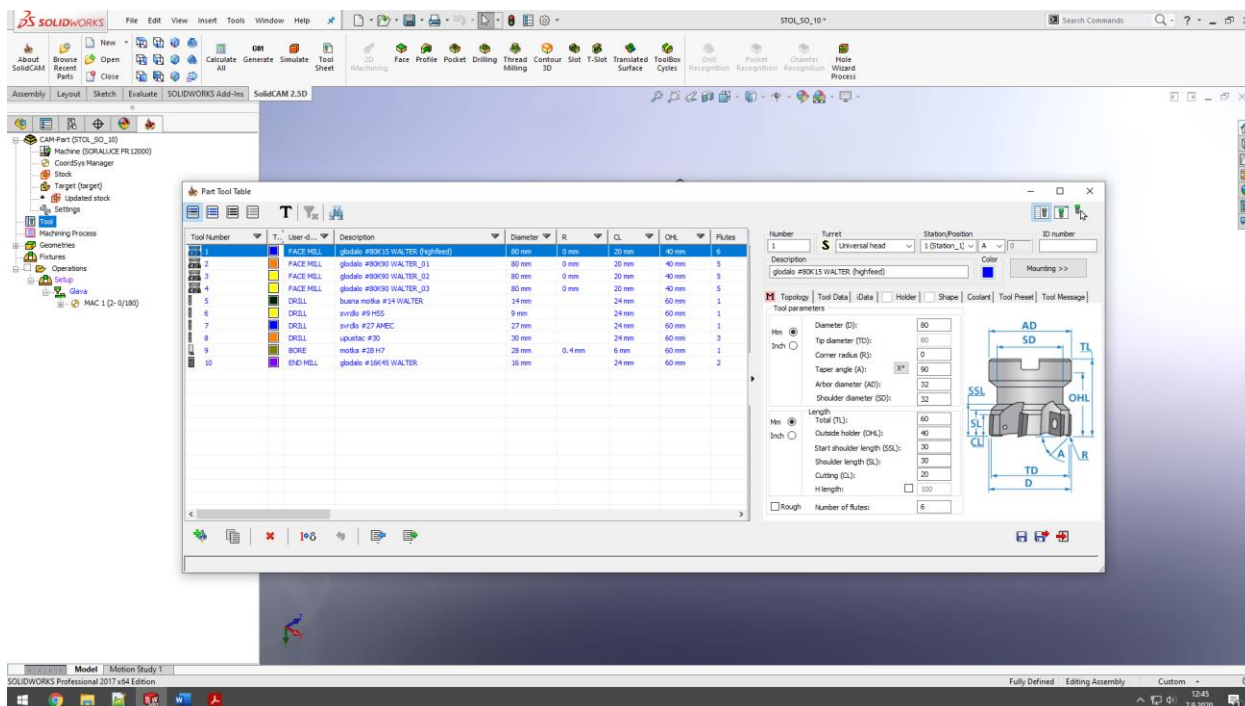 SOLIDWORKS File Edit View Insert Tools Window Help STOL_SO_10 * Search Commands ?
About SolidCAM Browse Recent Parts New Open Close Calculate All G01 Generate Simulate Tool Sheet 2D iMachining Face Profile Pocket Drilling Thread Milling Contour 3D Slot T-Slot Translated Surface ToolBox Cycles Drill Recognition Pocket Recognition Chamfer Recognition Hole Wizard Process
Assembly Layout Sketch Evaluate SOLIDWORKS Add-Ins SolidCAM 2.5D
CAM-Part (STOL_SO_10)
Machine (SORALUCE FR12000)
CoordSys Manager
Stock
Target (target)
Updated stock
Settings
Tool
Machining Process
Geometries
Fixtures
Operations
Setup
Glava
MAC 1 (2- 0/180)
Part Tool Table
Tool Number T.. User-d... Description Diameter R CL OHL Flutes
1 FACE MILL glodalo #80K15 WALTER (highfeed) 80 mm 0 mm 20 mm 40 mm 6
2 FACE MILL glodalo #80K90 WALTER_01 80 mm 0 mm 20 mm 40 mm 5
3 FACE MILL glodalo #80K90 WALTER_02 80 mm 0 mm 20 mm 40 mm 5
4 FACE MILL glodalo #80K90 WALTER_03 80 mm 0 mm 20 mm 40 mm 5
5 DRILL busna motka #14 WALTER 14 mm 24 mm 60 mm 1
6 DRILL svrdlo #9 HSS 9 mm 24 mm 60 mm 1
7 DRILL svrdlo #27 AMEC 27 mm 24 mm 60 mm 1
8 DRILL upustac #30 30 mm 24 mm 60 mm 3
9 BORE motka #28 H7 28 mm 0.4 mm 6 mm 60 mm 1
10 END MILL glodalo #16K45 WALTER 16 mm 24 mm 60 mm 2
Number Turret Station/Position ID number
1 S Universal head 1 (Station_1) A 0
Description Color
glodalo #80K15 WALTER (highfeed) Mounting >>
M Topology Tool Data iData Holder Shape Coolant Tool Preset Tool Message
Tool parameters
Mm
Inch
Diameter (D): 80
Tip diameter (TD): 80
Corner radius (R): 0
Taper angle (A): X° 90
Arbor diameter (AD): 32
Shoulder diameter (SD): 32
Length
Mm
Inch
Total (TL): 60
Outside holder (OHL): 40
Start shoulder length (SSL): 30
Shoulder length (SL): 30
Cutting (CL): 20
H length: 100
Rough Number of flutes: 6
AD
SD
TL
SSL
OHL
SL
CL
A
R
TD
D
Model Motion Study 1
SOLIDWORKS Professional 2017 x64 Edition Fully Defined Editing Assembly Custom
12:45
7.9.2020